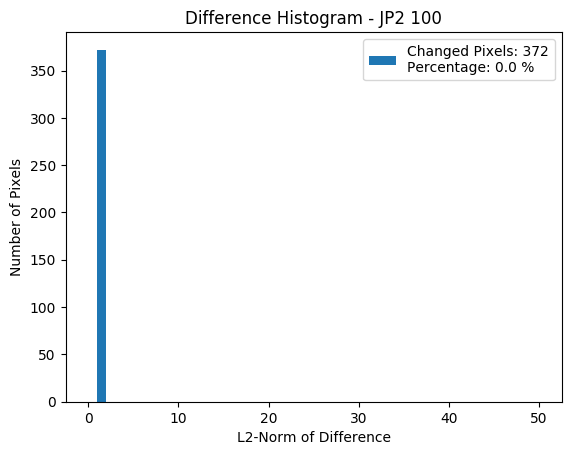 Difference Histogram - JP2 100
Changed Pixels: 372
Percentage: 0.0 %
350
300
250
200
150
100
50
0
Number of Pixels
0 10 20 30 40 50
L2-Norm of Difference